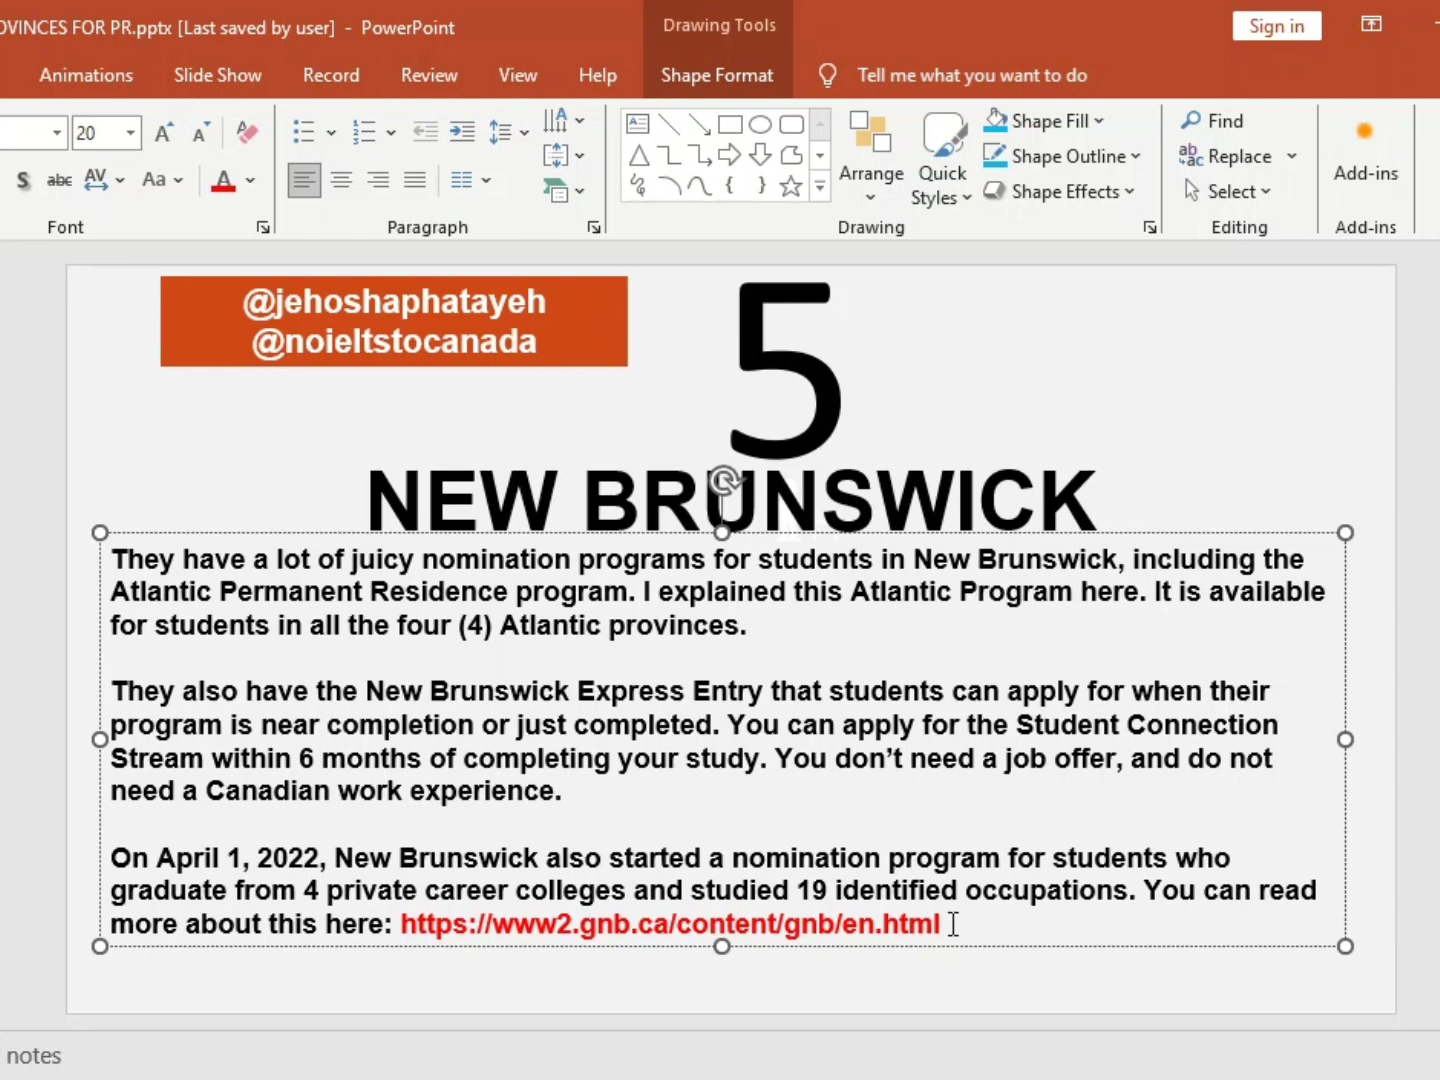 OVINCES FOR PR.pptx [Last saved by user] - PowerPoint
Drawing Tools
Sign in
Animations
Slide Show
Record
Review
View
Help
Shape Format
Tell me what you want to do
20
Aa
Shape Fill
Shape Outline
Shape Effects
Arrange
Quick
Styles
Find
Replace
Select
Add-ins
Font
Paragraph
Drawing
Editing
Add-ins
@jehoshaphatayeh
@noieltstocanada
5
NEW BRUNSWICK
They have a lot of juicy nomination programs for students in New Brunswick, including the
Atlantic Permanent Residence program. I explained this Atlantic Program here. It is available
for students in all the four (4) Atlantic provinces.
They also have the New Brunswick Express Entry that students can apply for when their
program is near completion or just completed. You can apply for the Student Connection
Stream within 6 months of completing your study. You don’t need a job offer, and do not
need a Canadian work experience.
On April 1, 2022, New Brunswick also started a nomination program for students who
graduate from 4 private career colleges and studied 19 identified occupations. You can read
more about this here: https://www2.gnb.ca/content/gnb/en.html
notes